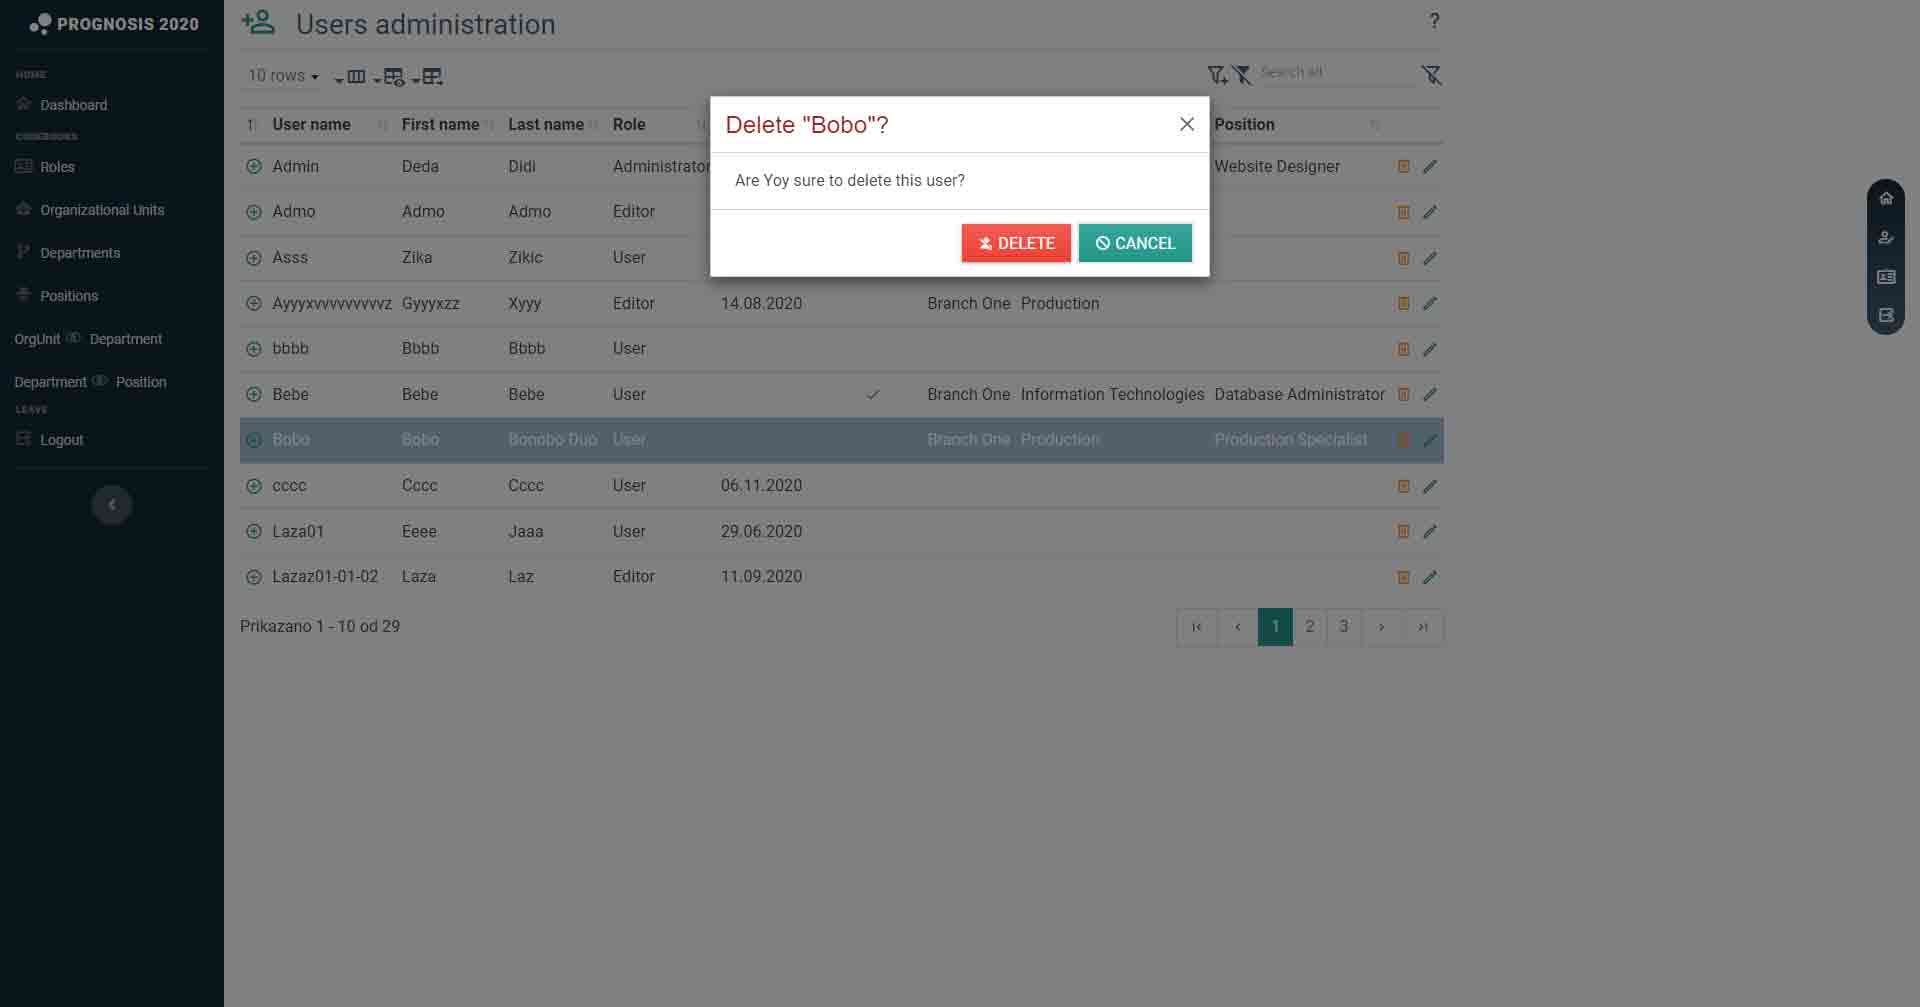 PROGNOSIS 2020
HOME
Dashboard
CODEBOOKS
Roles
Organizational Units
Departments
Positions
OrgUnit Department
Department Position
LEAVE
Logout
Users administration ?
10 rows Search all
User name First name Last name Role Position
Admin Deda Didi Administrator Website Designer
Admo Admo Admo Editor
Asss Zika Zikic User
Ayyyxvvvvvvvvvz Gyyyxzz Xyyy Editor 14.08.2020 Branch One Production
bbbb Bbbb Bbbb User
Bebe Bebe Bebe User Branch One Information Technologies Database Administrator
Bobo Bobo Bonobo Duo User Branch One Production Production Specialist
cccc Cccc Cccc User 06.11.2020
Laza01 Eeee Jaaa User 29.06.2020
Lazaz01-01-02 Laza Laz Editor 11.09.2020
Prikazano 1 - 10 od 29
1 2 3
Delete "Bobo"?
Are Yoy sure to delete this user?
DELETE CANCEL